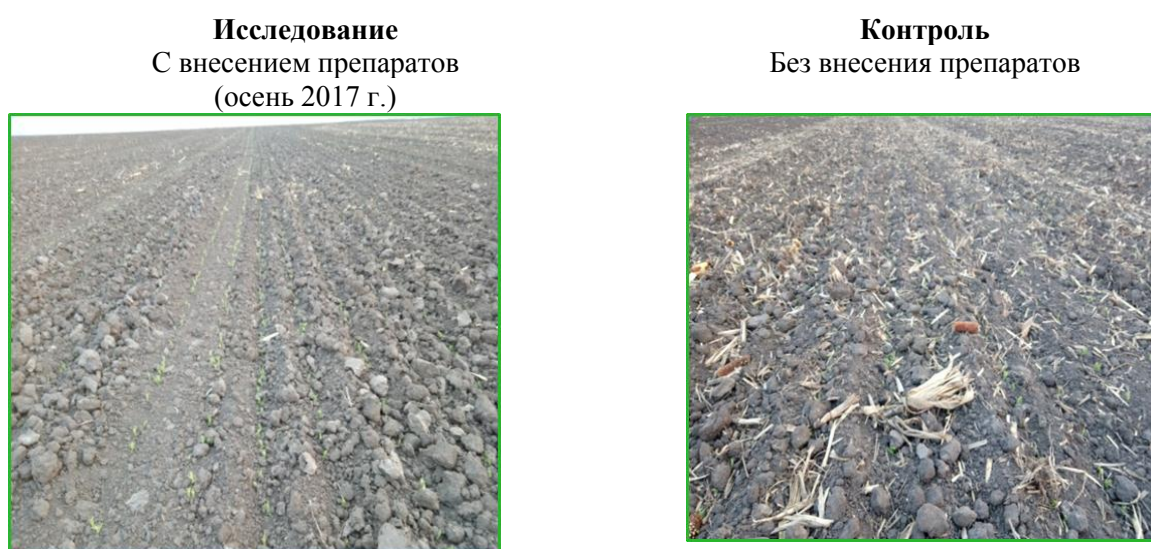 Исследование
С внесением препаратов
(осень 2017 г.)
Контроль
Без внесения препаратов